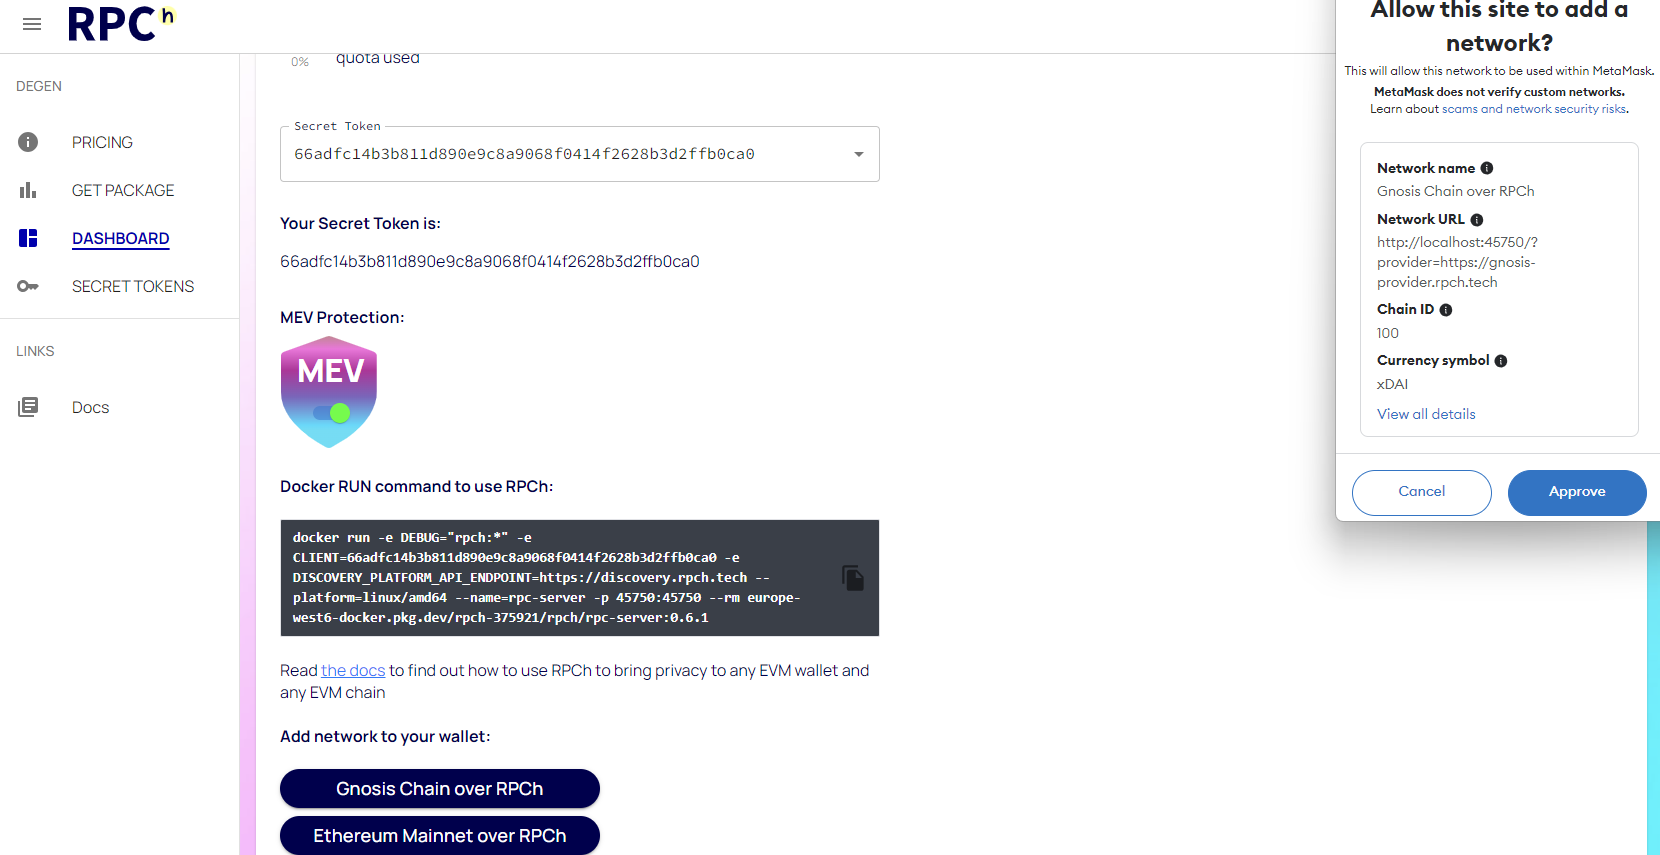 RPCh
DEGEN
PRICING
GET PACKAGE
DASHBOARD
SECRET TOKENS
LINKS
Docs
0%
quota used
Secret Token
66adfc14b3b811d890e9c8a9068f0414f2628b3d2ffb0ca0
Your Secret Token is:
66adfc14b3b811d890e9c8a9068f0414f2628b3d2ffb0ca0
MEV Protection:
MEV
Docker RUN command to use RPCh:
docker run -e DEBUG="rpch:*" -e
CLIENT=66adfc14b3b811d890e9c8a9068f0414f2628b3d2ffb0ca0 -e
DISCOVERY_PLATFORM_API_ENDPOINT=https://discovery.rpch.tech --
platform=linux/amd64 --name=rpc-server -p 45750:45750 --rm europe-
west6-docker.pkg.dev/rpch-375921/rpch/rpc-server:0.6.1
Read the docs to find out how to use RPCh to bring privacy to any EVM wallet and
any EVM chain
Add network to your wallet:
Gnosis Chain over RPCh
Ethereum Mainnet over RPCh
Allow this site to add a
network?
This will allow this network to be used within MetaMask.
MetaMask does not verify custom networks.
Learn about scams and network security risks.
Network name
Gnosis Chain over RPCh
Network URL
http://localhost:45750/?
provider=https://gnosis-
provider.rpch.tech
Chain ID
100
Currency symbol
xDAI
View all details
Cancel
Approve